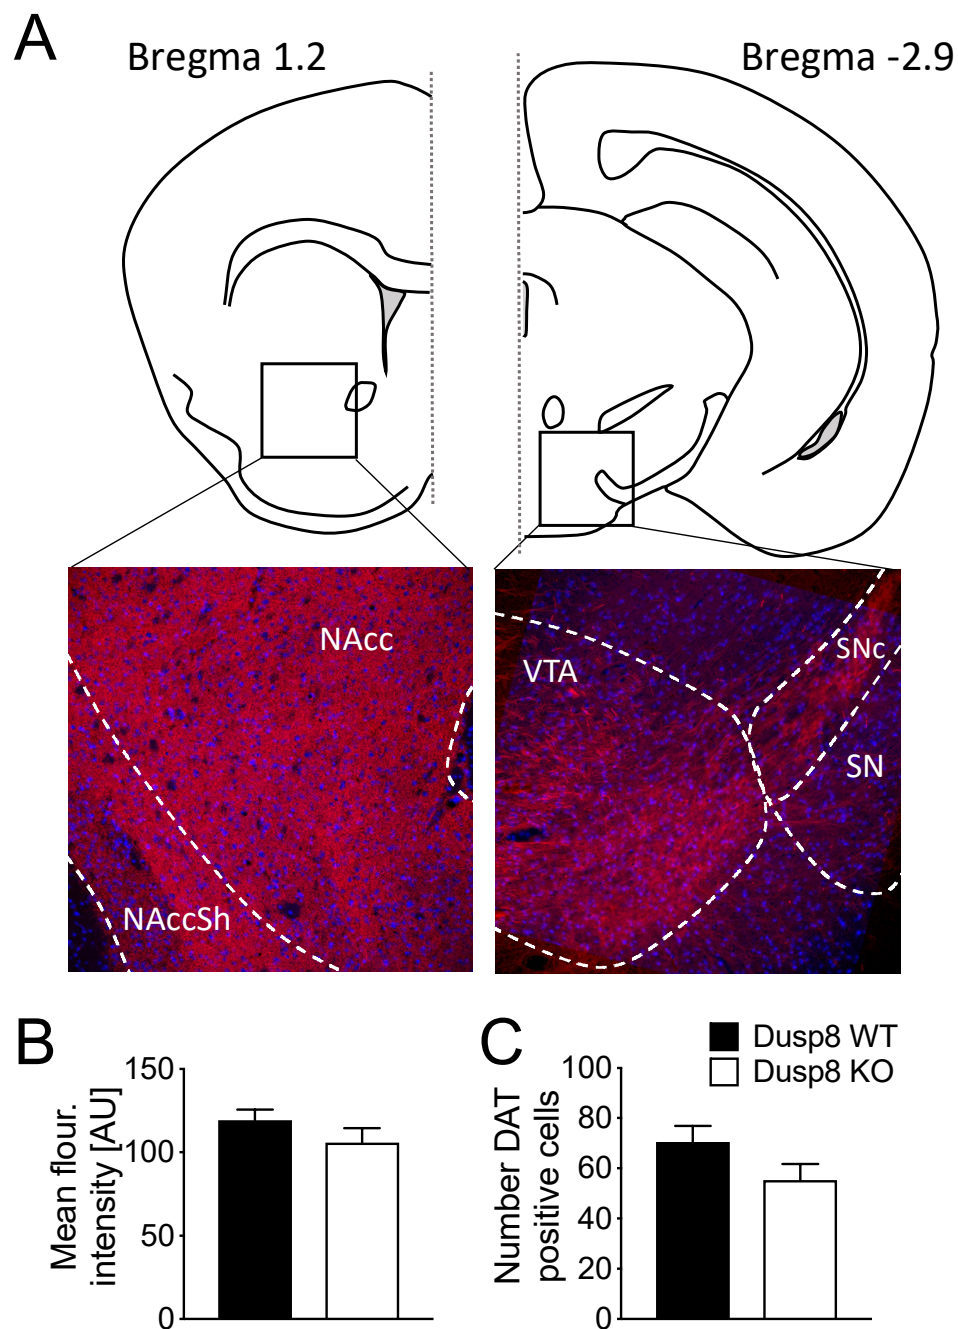 A
Bregma 1.2
Bregma -2.9
NAcc
NAccSh
VTA
SNc
SN
B
Mean flour.
intensity [AU]
150
100
50
0
C
Dusp8 WT
Dusp8 KO
Number DAT
positive cells
100
80
60
40
20
0